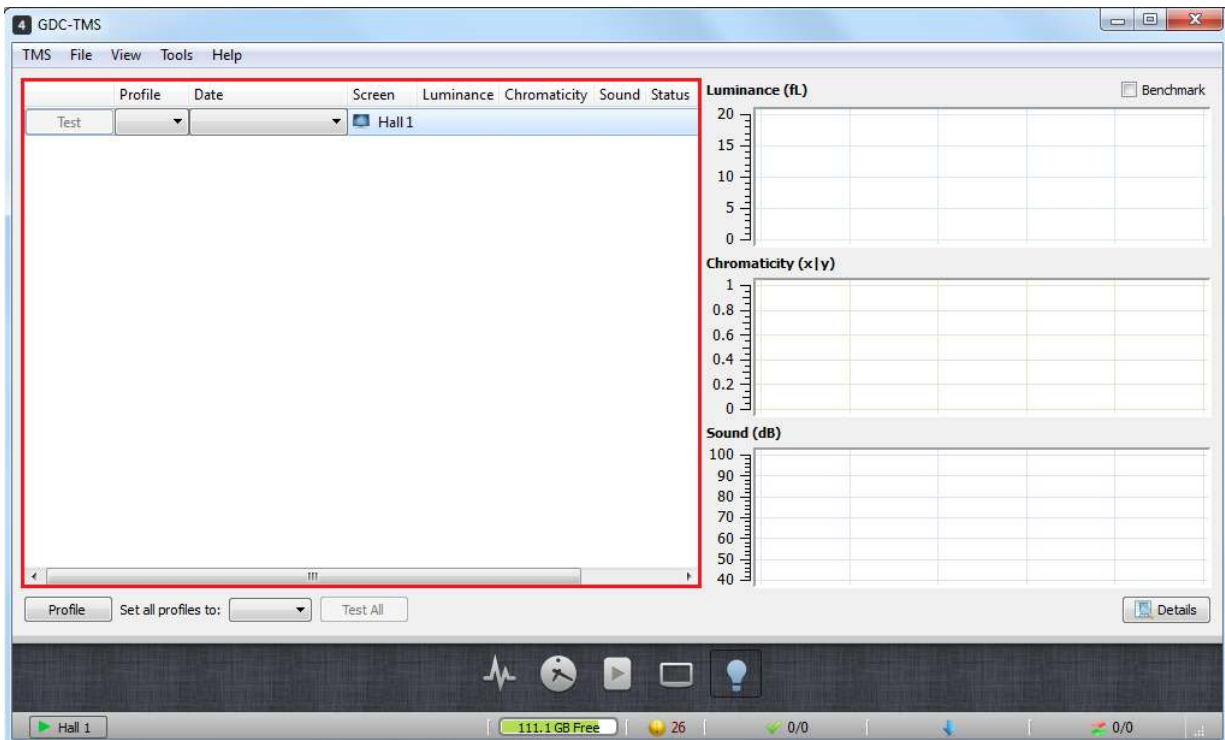 4 GDC-TMS
TMS File View Tools Help
Profile Date Screen Luminance Chromaticity Sound Status
Test Hall 1
Luminance (fL) Benchmark
20
15
10
5
0
Chromaticity (x|y)
1
0.8
0.6
0.4
0.2
0
Sound (dB)
100
90
80
70
60
50
40
Profile Set all profiles to: Test All Details
Hall 1 111.1 GB Free 26 0/0 0/0